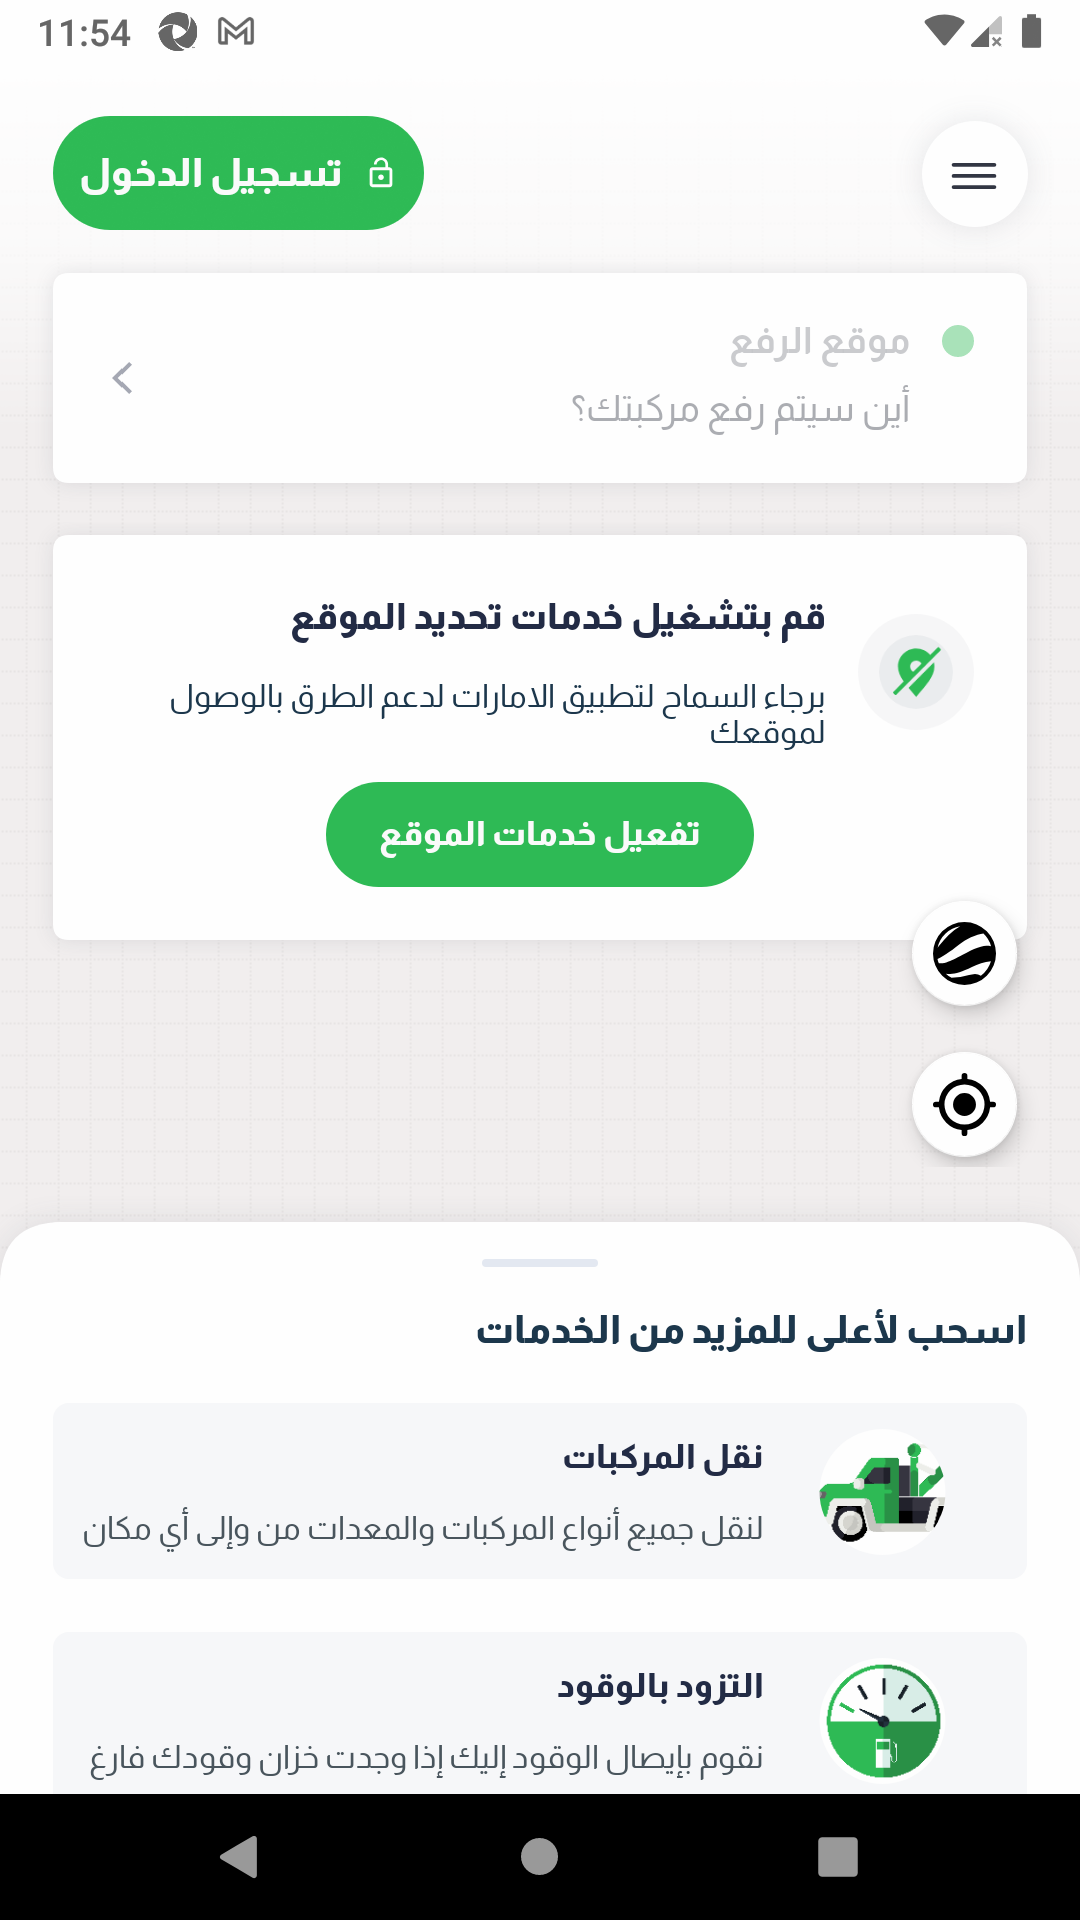 11:54
تسجيل الدخول
موقع الرفع
أين سيتم رفع مركبتك؟
قم بتشغيل خدمات تحديد الموقع
برجاء السماح لتطبيق الامارات لدعم الطرق بالوصول
لموقعك
تفعيل خدمات الموقع
اسحب لأعلى للمزيد من الخدمات
نقل المركبات
لنقل جميع أنواع المركبات والمعدات من وإلى أي مكان
التزود بالوقود
نقوم بإيصال الوقود إليك إذا وجدت خزان وقودك فارغ